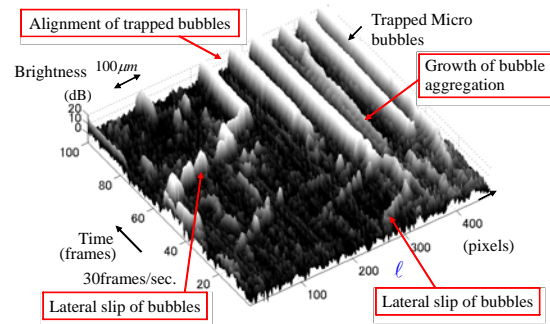 Alignment of trapped bubbles
Trapped Micro
bubbles
Brightness
100μm
(dB)
Growth of bubble
aggregation
20
10
0
100
80
60
40
20
Time
(frames)
30frames/sec.
100
200
300
400
(pixels)
ℓ
Lateral slip of bubbles
Lateral slip of bubbles